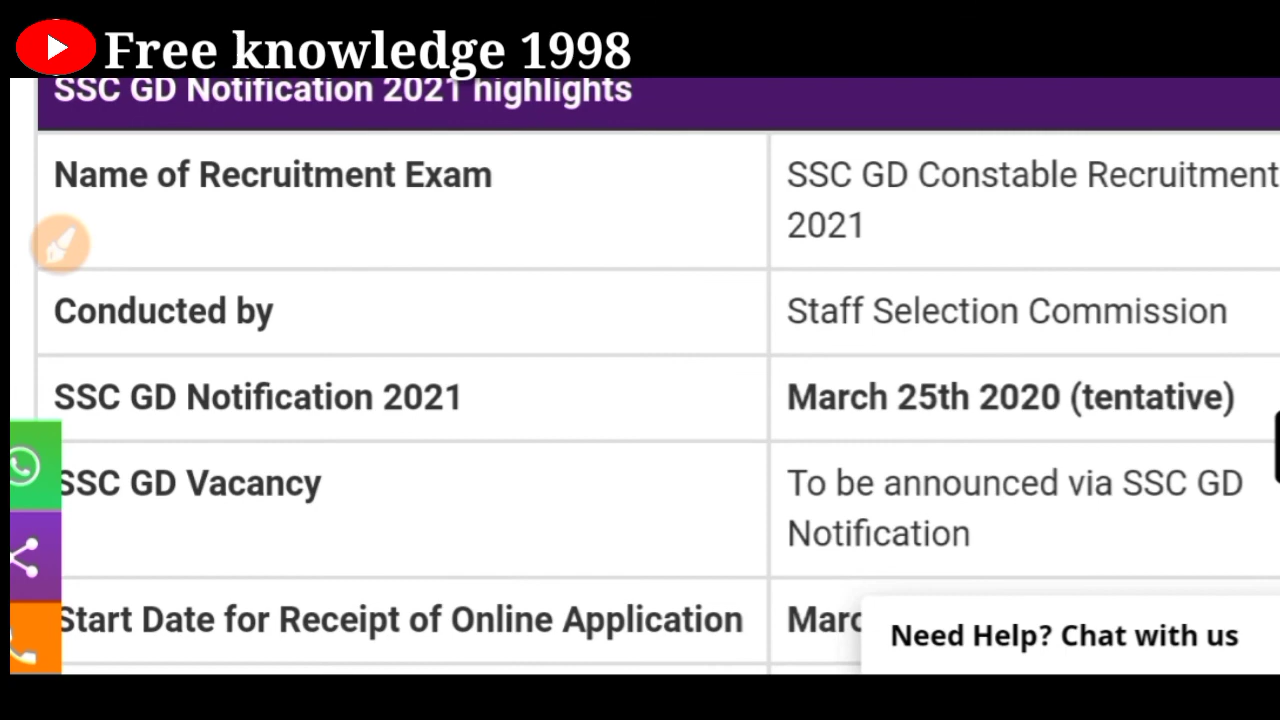 Free knowledge 1998
SSC GD Notification 2021 highlights
Name of Recruitment Exam
SSC GD Constable Recruitment
2021
Conducted by
Staff Selection Commission
SSC GD Notification 2021
March 25th 2020 (tentative)
SSC GD Vacancy
To be announced via SSC GD
Notification
Start Date for Receipt of Online Application
Need Help? Chat with us